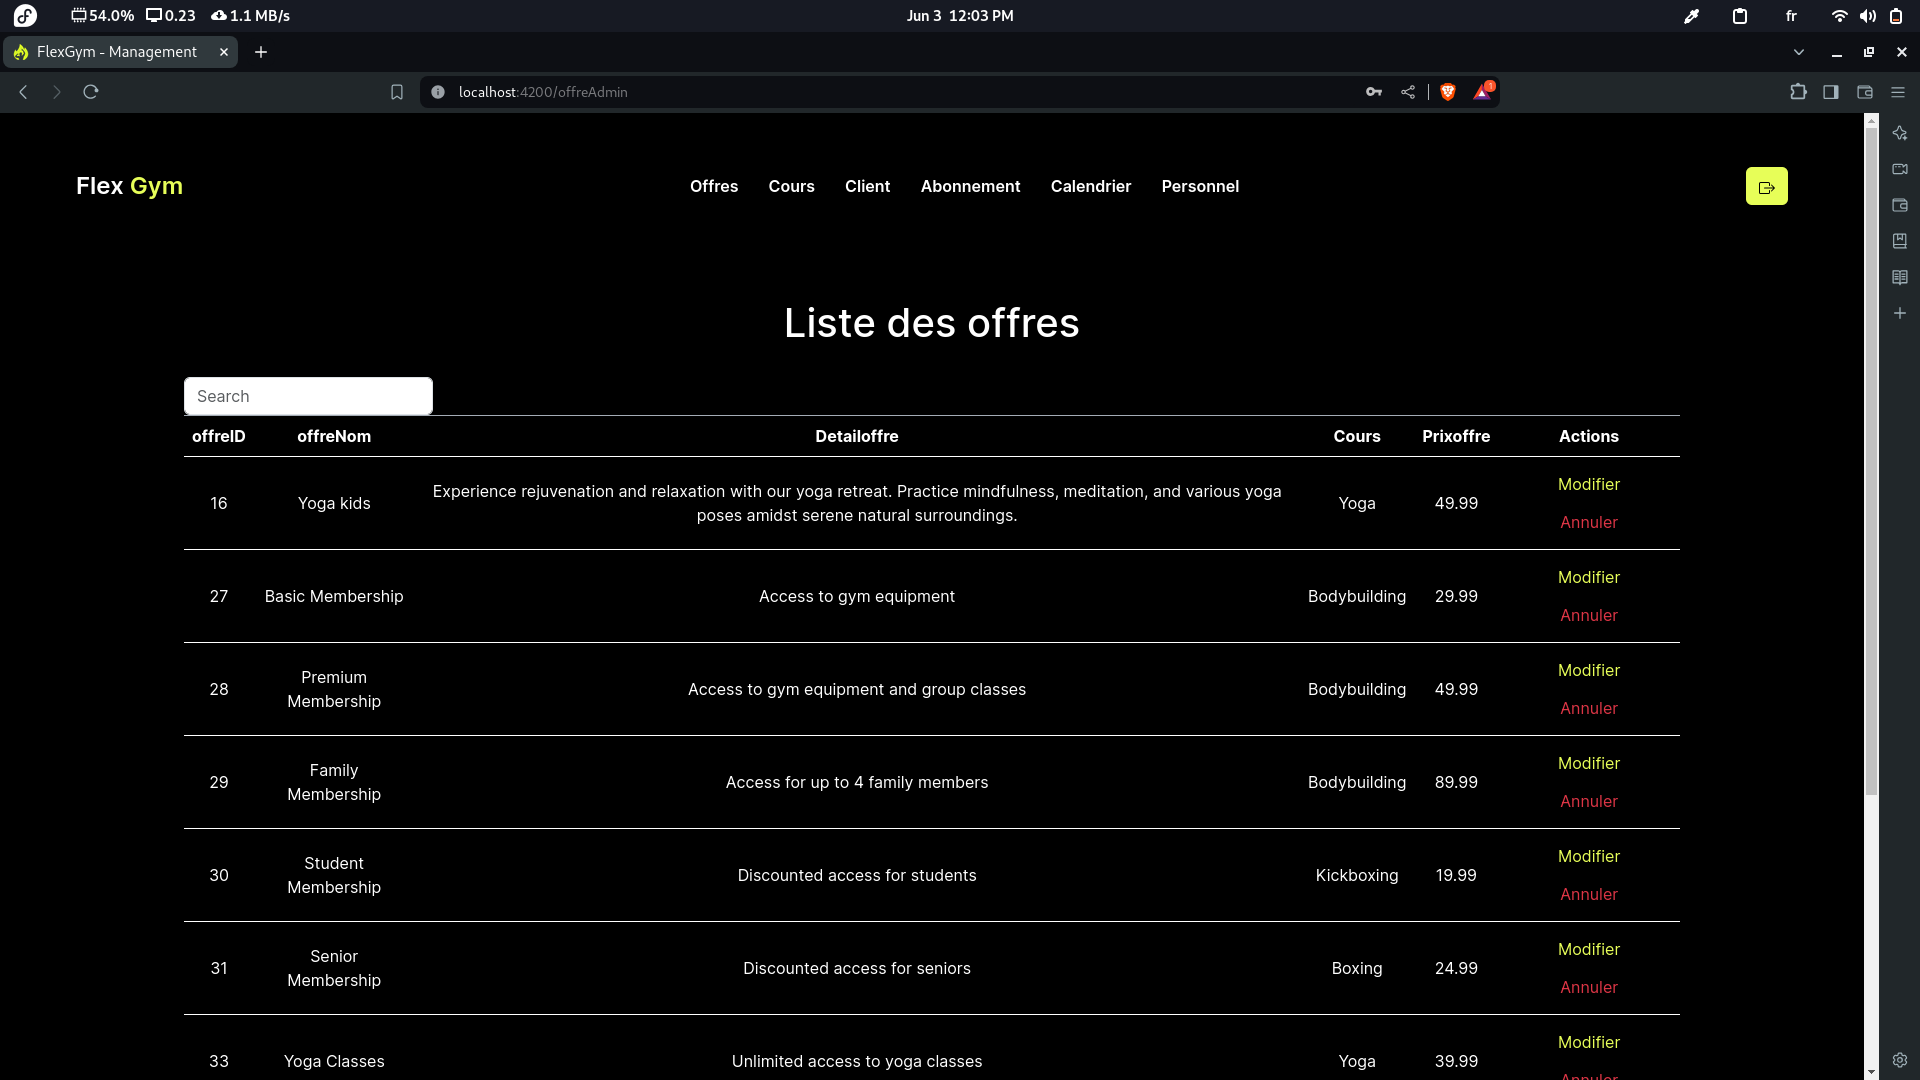 54.0% 0.23 1.1 MB/s Jun 3 12:03 PM fr
FlexGym - Management
localhost:4200/offreAdmin 1
Flex Gym Offres Cours Client Abonnement Calendrier Personnel
Liste des offres
Search
offreID offreNom Detailoffre Cours Prixoffre Actions
16 Yoga kids Experience rejuvenation and relaxation with our yoga retreat. Practice mindfulness, meditation, and various yoga
poses amidst serene natural surroundings. Yoga 49.99 Modifier
Annuler
27 Basic Membership Access to gym equipment Bodybuilding 29.99 Modifier
Annuler
28 Premium
Membership Access to gym equipment and group classes Bodybuilding 49.99 Modifier
Annuler
29 Family
Membership Access for up to 4 family members Bodybuilding 89.99 Modifier
Annuler
30 Student
Membership Discounted access for students Kickboxing 19.99 Modifier
Annuler
31 Senior
Membership Discounted access for seniors Boxing 24.99 Modifier
Annuler
33 Yoga Classes Unlimited access to yoga classes Yoga 39.99 Modifier
Annuler